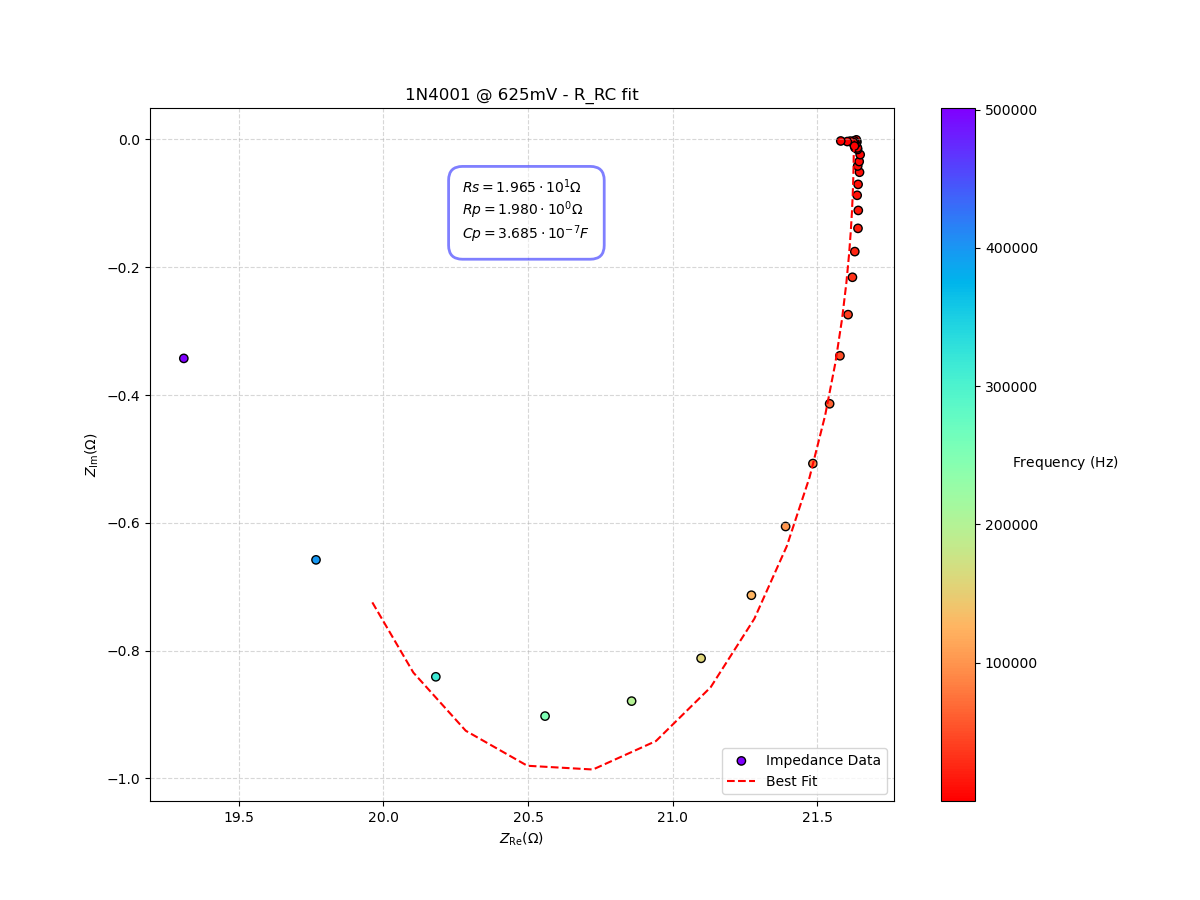 1N4001 @ 625mV - R_RC fit
Rs = 1.965 · 10¹Ω
Rp = 1.980 · 10⁰Ω
Cp = 3.685 · 10⁻⁷F
0.0
−0.2
−0.4
−0.6
−0.8
−1.0
Z_Im(Ω)
19.5
20.0
20.5
21.0
21.5
Z_Re(Ω)
Impedance Data
Best Fit
500000
400000
300000
200000
100000
Frequency (Hz)